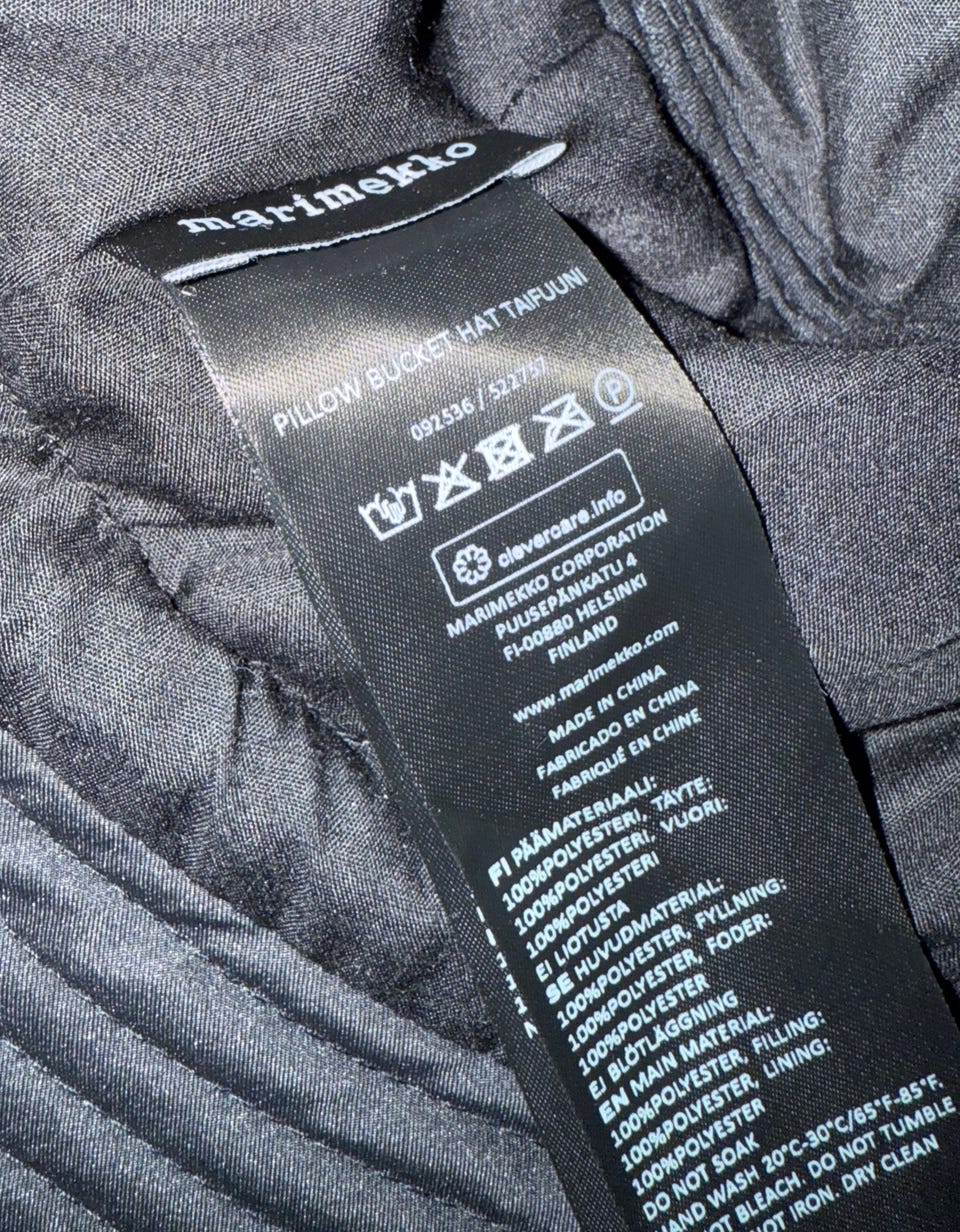 marimekko
PILLOW BUCKET HAT TAIFUUNI
092536 / 522757
P
clevercare.info
MARIMEKKO CORPORATION
PUUSEPÄNKATU 4
FI-00880 HELSINKI
FINLAND
www.marimekko.com
MADE IN CHINA
FABRICADO EN CHINA
FABRIQUÉ EN CHINE
FI PÄÄMATERIAALI:
100%POLYESTERI, TÄYTE:
100%POLYESTERI, VUORI:
100%POLYESTERI
EI LIOTUSTA
SE HUVUDMATERIAL:
100%POLYESTER, FYLLNING:
100%POLYESTER, FODER:
100%POLYESTER
EJ BLÖTLÄGGNING
EN MAIN MATERIAL:
100%POLYESTER, FILLING:
100%POLYESTER, LINING:
100%POLYESTER
DO NOT SOAK
HAND WASH 20°C-30°C/65°F-85°F.
NOT BLEACH. DO NOT TUMBLE
NOT IRON. DRY CLEAN